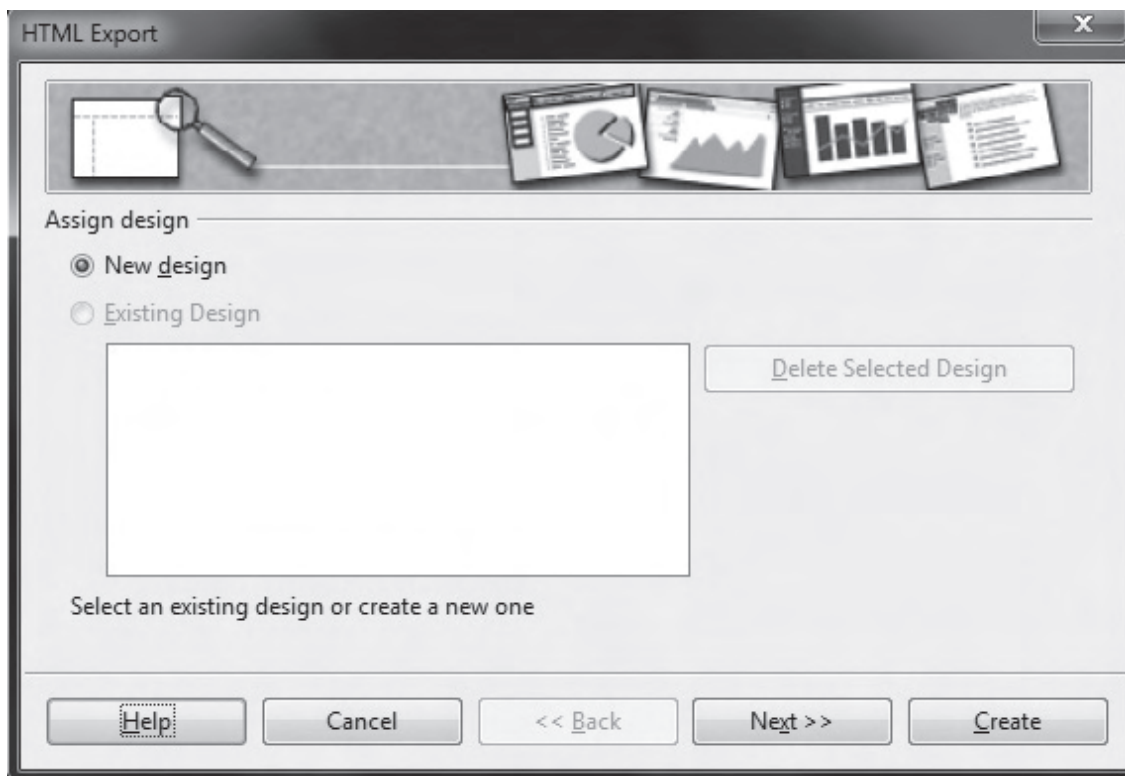 HTML Export
X
Assign design
New design
Existing Design
Delete Selected Design
Select an existing design or create a new one
Help
Cancel
<< Back
Next >>
Create